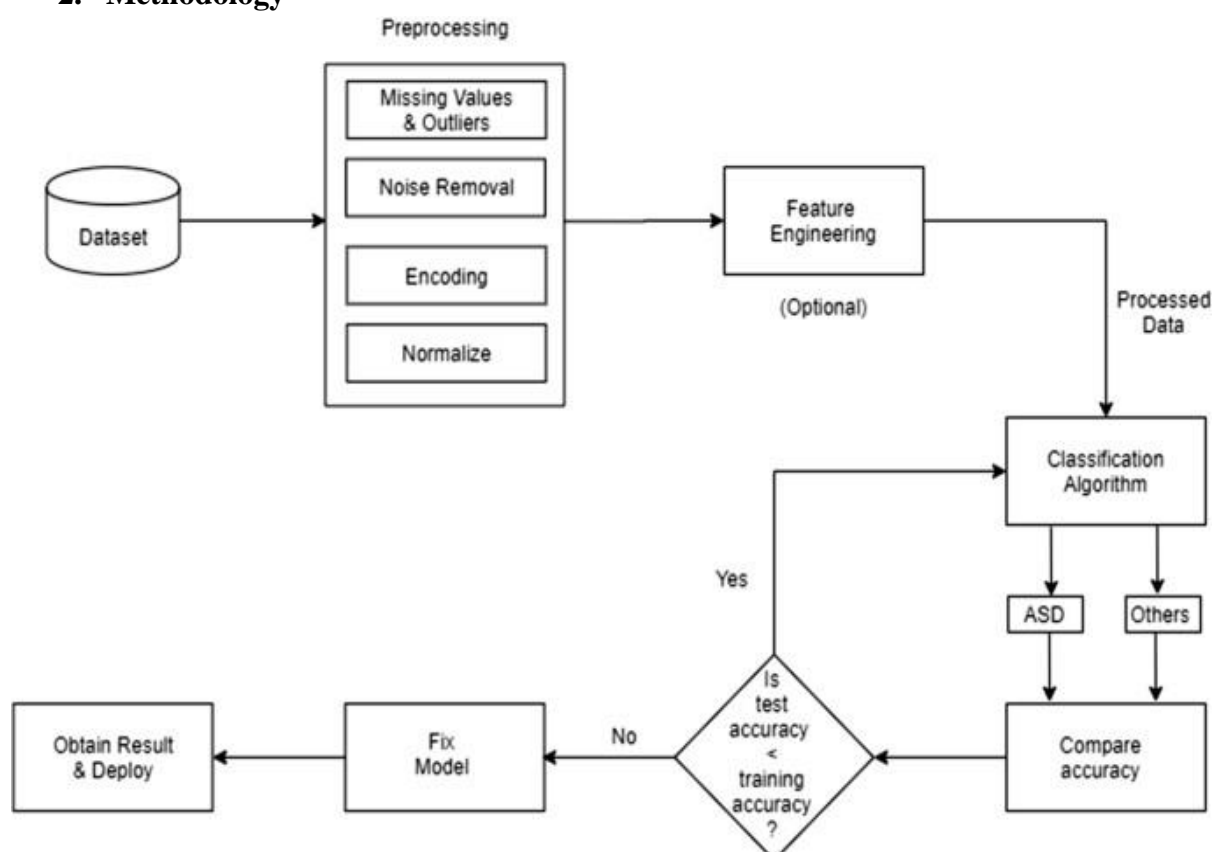 2. Methodology
Preprocessing
Missing Values
& Outliers
Noise Removal
Encoding
Normalize
Dataset
Feature
Engineering
(Optional)
Processed
Data
Classification
Algorithm
ASD
Others
Compare
accuracy
Is
test
accuracy
<
training
accuracy
?
Yes
No
Fix
Model
Obtain Result
& Deploy